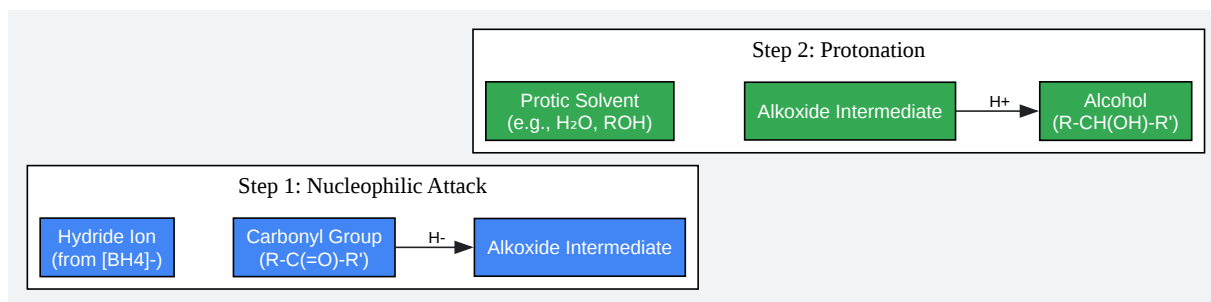 Step 2: Protonation
Protic Solvent
(e.g., H₂O, ROH)
Alkoxide Intermediate
H+
Alcohol
(R-CH(OH)-R')
Step 1: Nucleophilic Attack
Hydride Ion
(from [BH4]-)
Carbonyl Group
(R-C(=O)-R')
H-
Alkoxide Intermediate